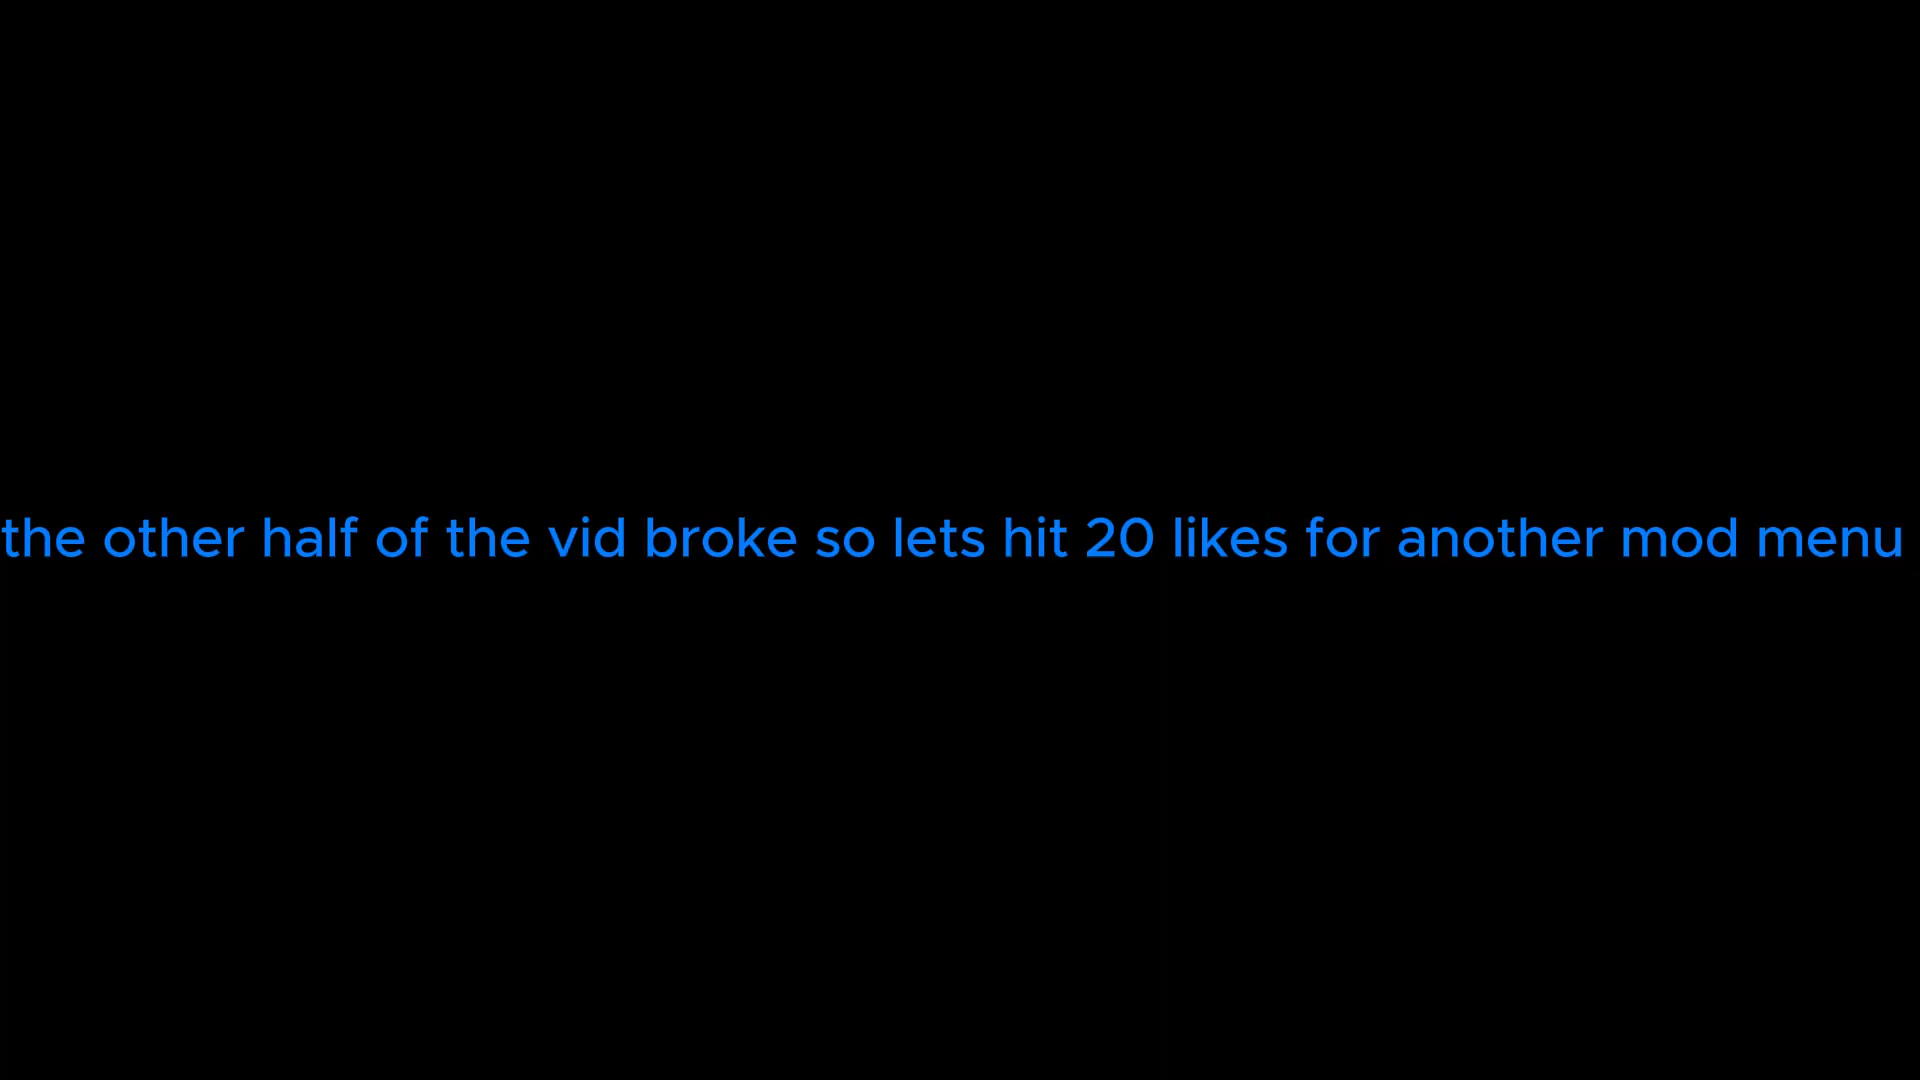 the other half of the vid broke so lets hit 20 likes for another mod menu